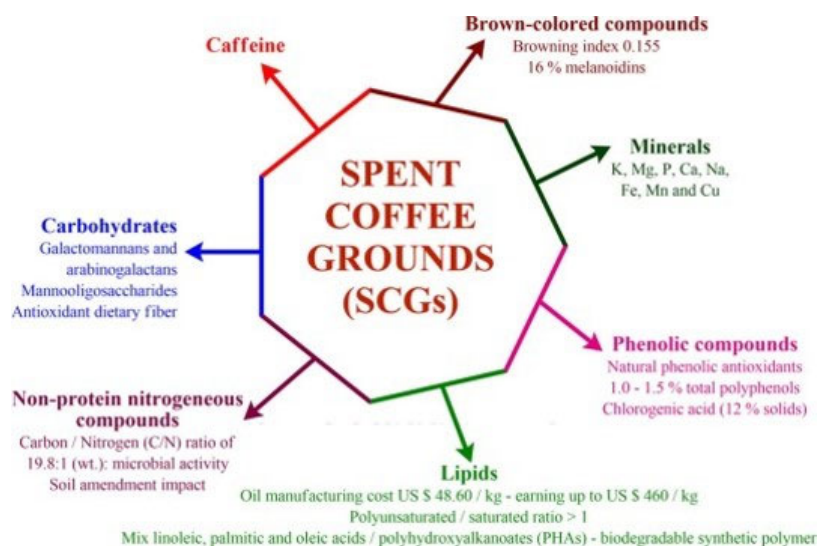 Caffeine
Brown-colored compounds
Browning index 0.155
16 % melanoidins
Minerals
K, Mg, P, Ca, Na,
Fe, Mn and Cu
SPENT
COFFEE
GROUNDS
(SCGs)
Carbohydrates
Galactomannans and
arabinogalactans
Mannooligosaccharides
Antioxidant dietary fiber
Phenolic compounds
Natural phenolic antioxidants
1.0 - 1.5 % total polyphenols
Chlorogenic acid (12 % solids)
Non-protein nitrogeneous
compounds
Carbon / Nitrogen (C/N) ratio of
19.8:1 (wt.): microbial activity
Soil amendment impact
Lipids
Oil manufacturing cost US $ 48.60 / kg - earning up to US $ 460 / kg
Polyunsaturated / saturated ratio > 1
Mix linoleic, palmitic and oleic acids / polyhydroxyalkanoates (PHAs) - biodegradable synthetic polymer